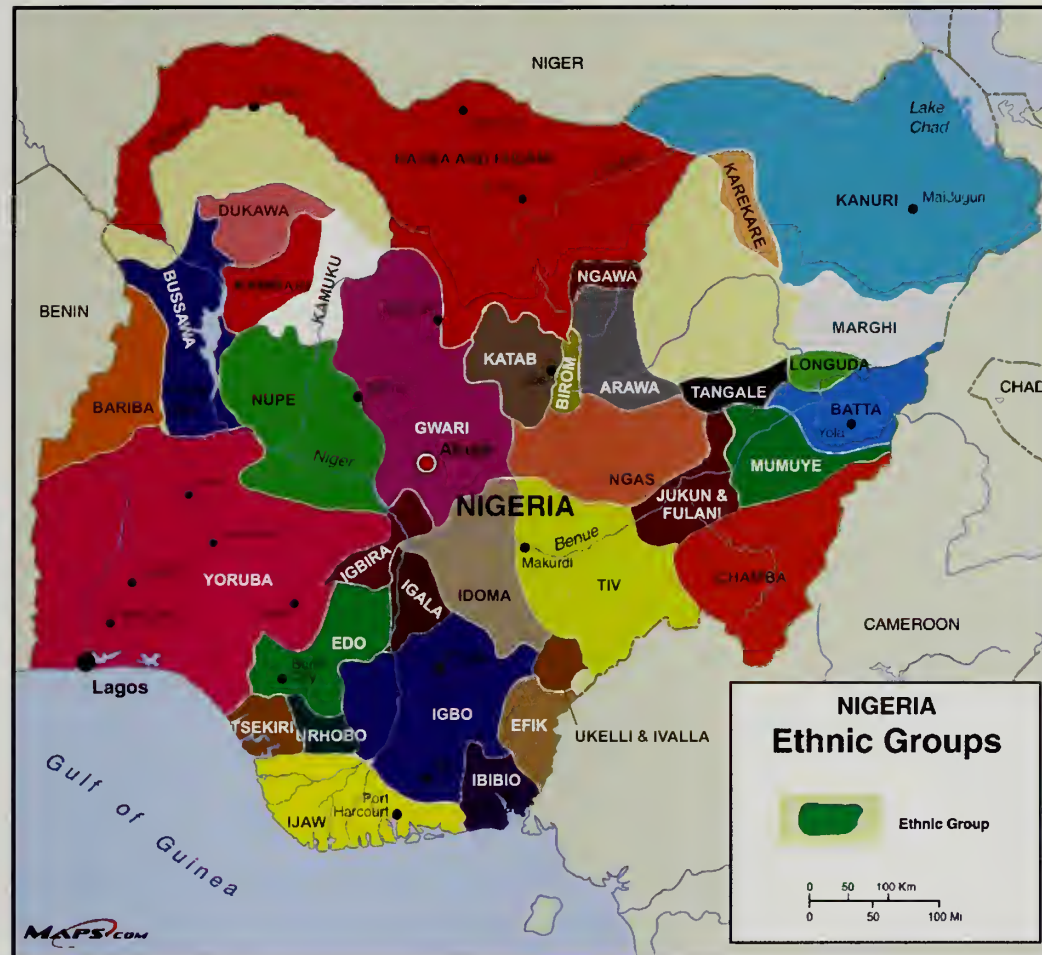 NIGER
Lake
Chad
KAREKARE
KANURI
DUKAWA
NGAWA
BUSSAWA
KAMUKU
BENIN
MARGHI
KATAB
BIROM
LONGUDA
CHAD
ARAWA
TANGALE
BARIBA
NUPE
BATTA
GWARI
Yola
Niger
MUMUYE
NGAS
JUKUN &
FULANI
NIGERIA
Benue
IGBIRA
Makurdi
YORUBA
IGALA
IDOMA
TIV
CHAMBA
EDO
CAMEROON
Benin
City
Lagos
TSEKIRI
URHOBO
IGBO
EFIK
UKELLI & IVALLA
IBIBIO
Port
Harcourt
IJAW
Gulf of Guinea
NIGERIA
Ethnic Groups
Ethnic Group
0 50 100 Km
0 50 100 Mi
MAPS.COM